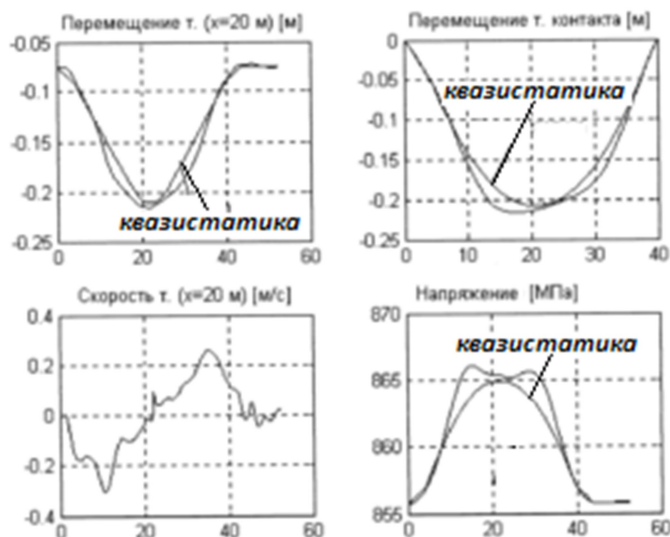 Перемещение т. (x=20 м) [м]
-0.05
-0.1
-0.15
-0.2
-0.25
0 20 40 60
квазистатика
Перемещение т. контакта [м]
0
-0.05
-0.1
-0.15
-0.2
-0.25
0 10 20 30 40
квазистатика
Скорость т. (x=20 м) [м/с]
0.4
0.2
0
-0.2
-0.4
0 20 40 60
Напряжение [МПа]
870
865
860
855
0 20 40 60
квазистатика